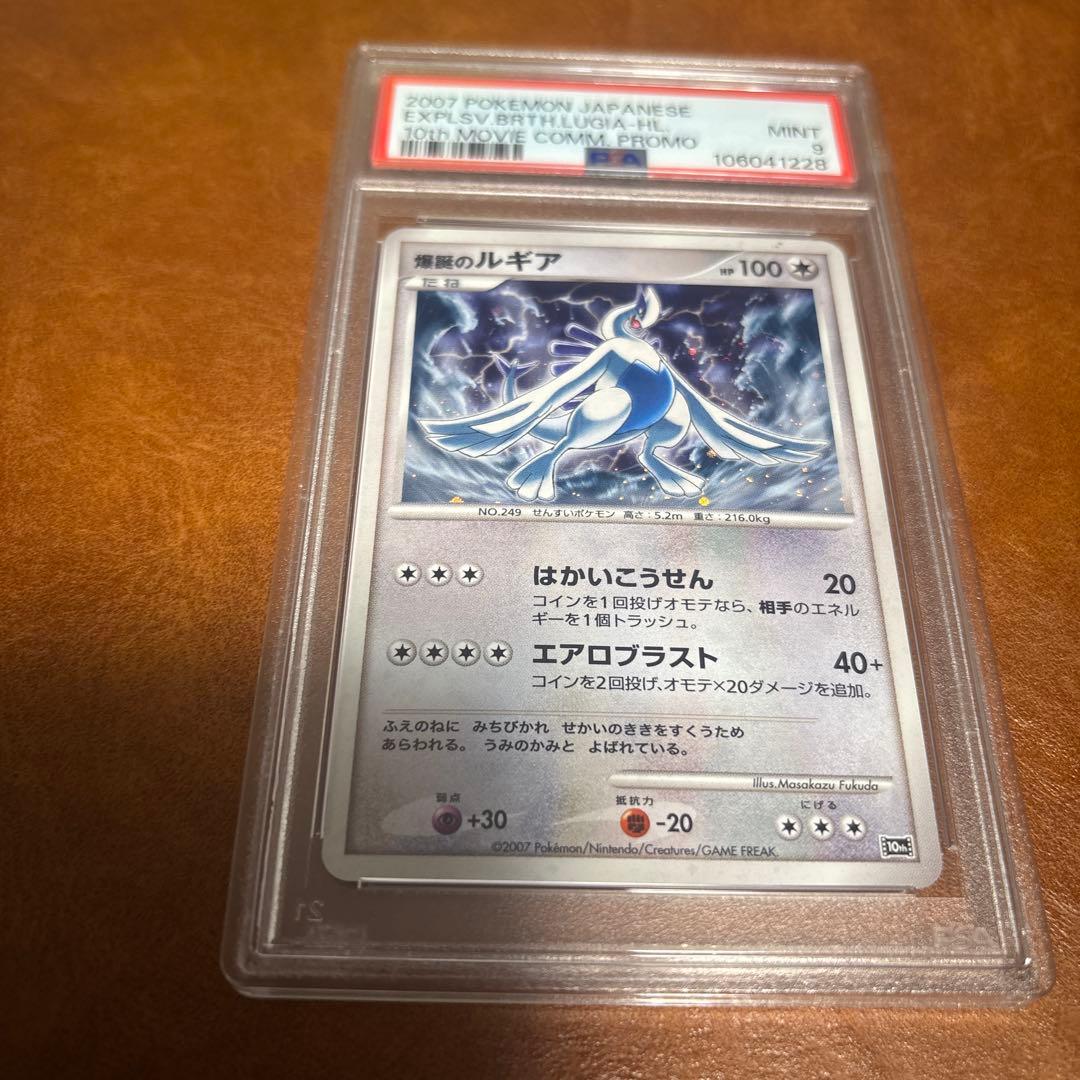 2007 POKEMON JAPANESE
EXPLSV.BRTH.LUGIA-HL. MINT
10th MOVIE COMM. PROMO 9
PSA 106041228
爆誕のルギア HP 100
たね
NO.249 せんすいポケモン 高さ:5.2m 重さ:216.0kg
はかいこうせん 20
コインを1回投げオモテなら、相手のエネル
ギーを1個トラッシュ。
エアロブラスト 40+
コインを2回投げ、オモテ×20ダメージを追加。
ふえのねに みちびかれ せかいのききをすくうため
あらわれる。 うみのかみと よばれている。
Illus.Masakazu Fukuda
弱点 抵抗力 にげる
+30 -20
©2007 Pokémon/Nintendo/Creatures/GAME FREAK.
10th